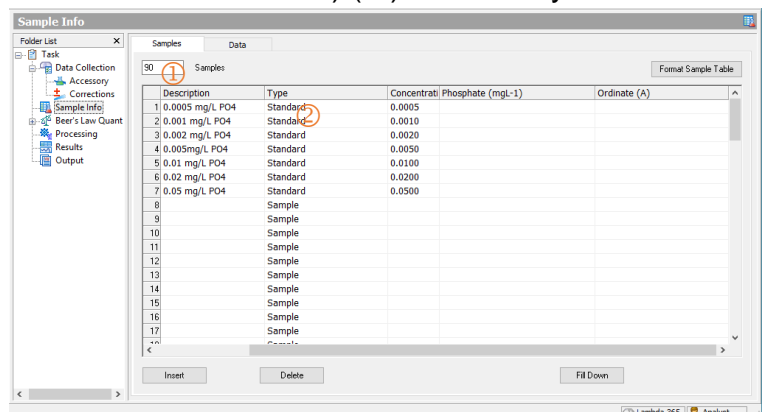 Sample Info
Folder List X
Task
Data Collection
Accessory
Corrections
Sample Info
Beer's Law Quant
Processing
Results
Output
Samples Data
90 ① Samples Format Sample Table
Description Type Concentrati Phosphate (mgL-1) Ordinate (A)
1 0.0005 mg/L PO4 Standard 0.0005
2 0.001 mg/L PO4 Standard ② 0.0010
3 0.002 mg/L PO4 Standard 0.0020
4 0.005mg/L PO4 Standard 0.0050
5 0.01 mg/L PO4 Standard 0.0100
6 0.02 mg/L PO4 Standard 0.0200
7 0.05 mg/L PO4 Standard 0.0500
8 Sample
9 Sample
10 Sample
11 Sample
12 Sample
13 Sample
14 Sample
15 Sample
16 Sample
17 Sample
Insert Delete Fill Down
Lambda 365 Analyst